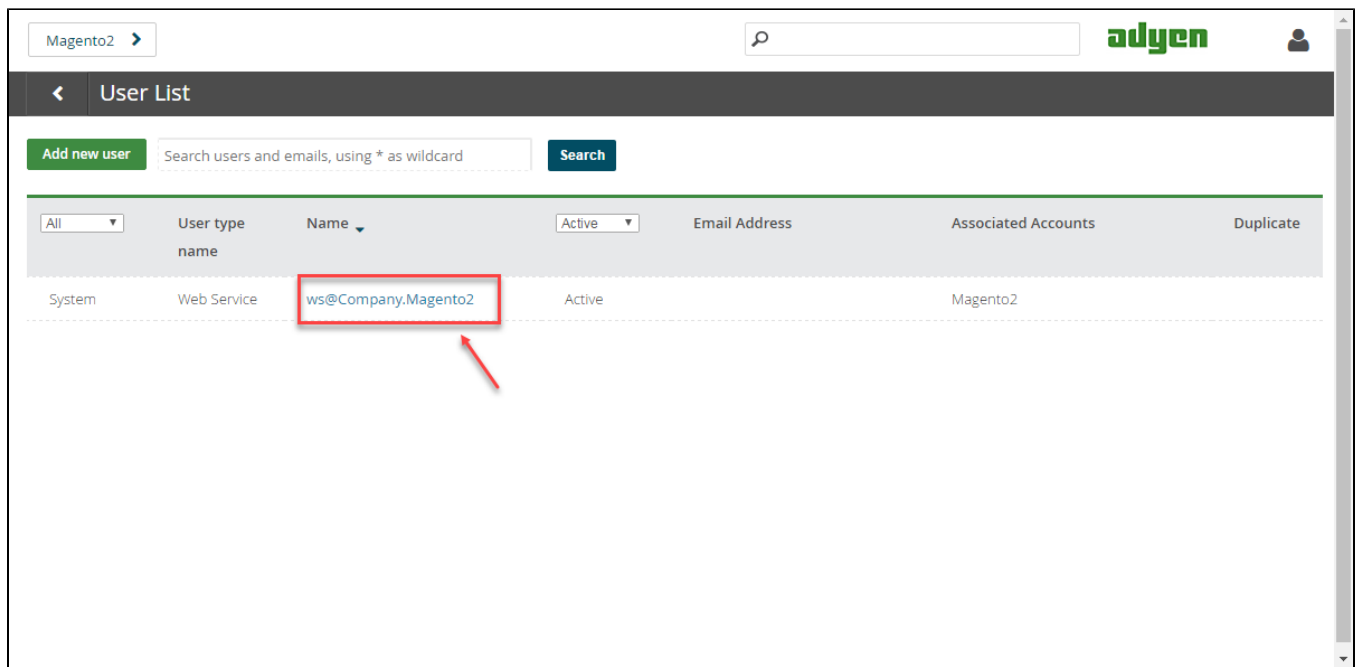 Magento2
adyen
User List
Add new user
Search users and emails, using * as wildcard
Search
All
User type name
Name
Active
Email Address
Associated Accounts
Duplicate
System
Web Service
ws@Company.Magento2
Active
Magento2